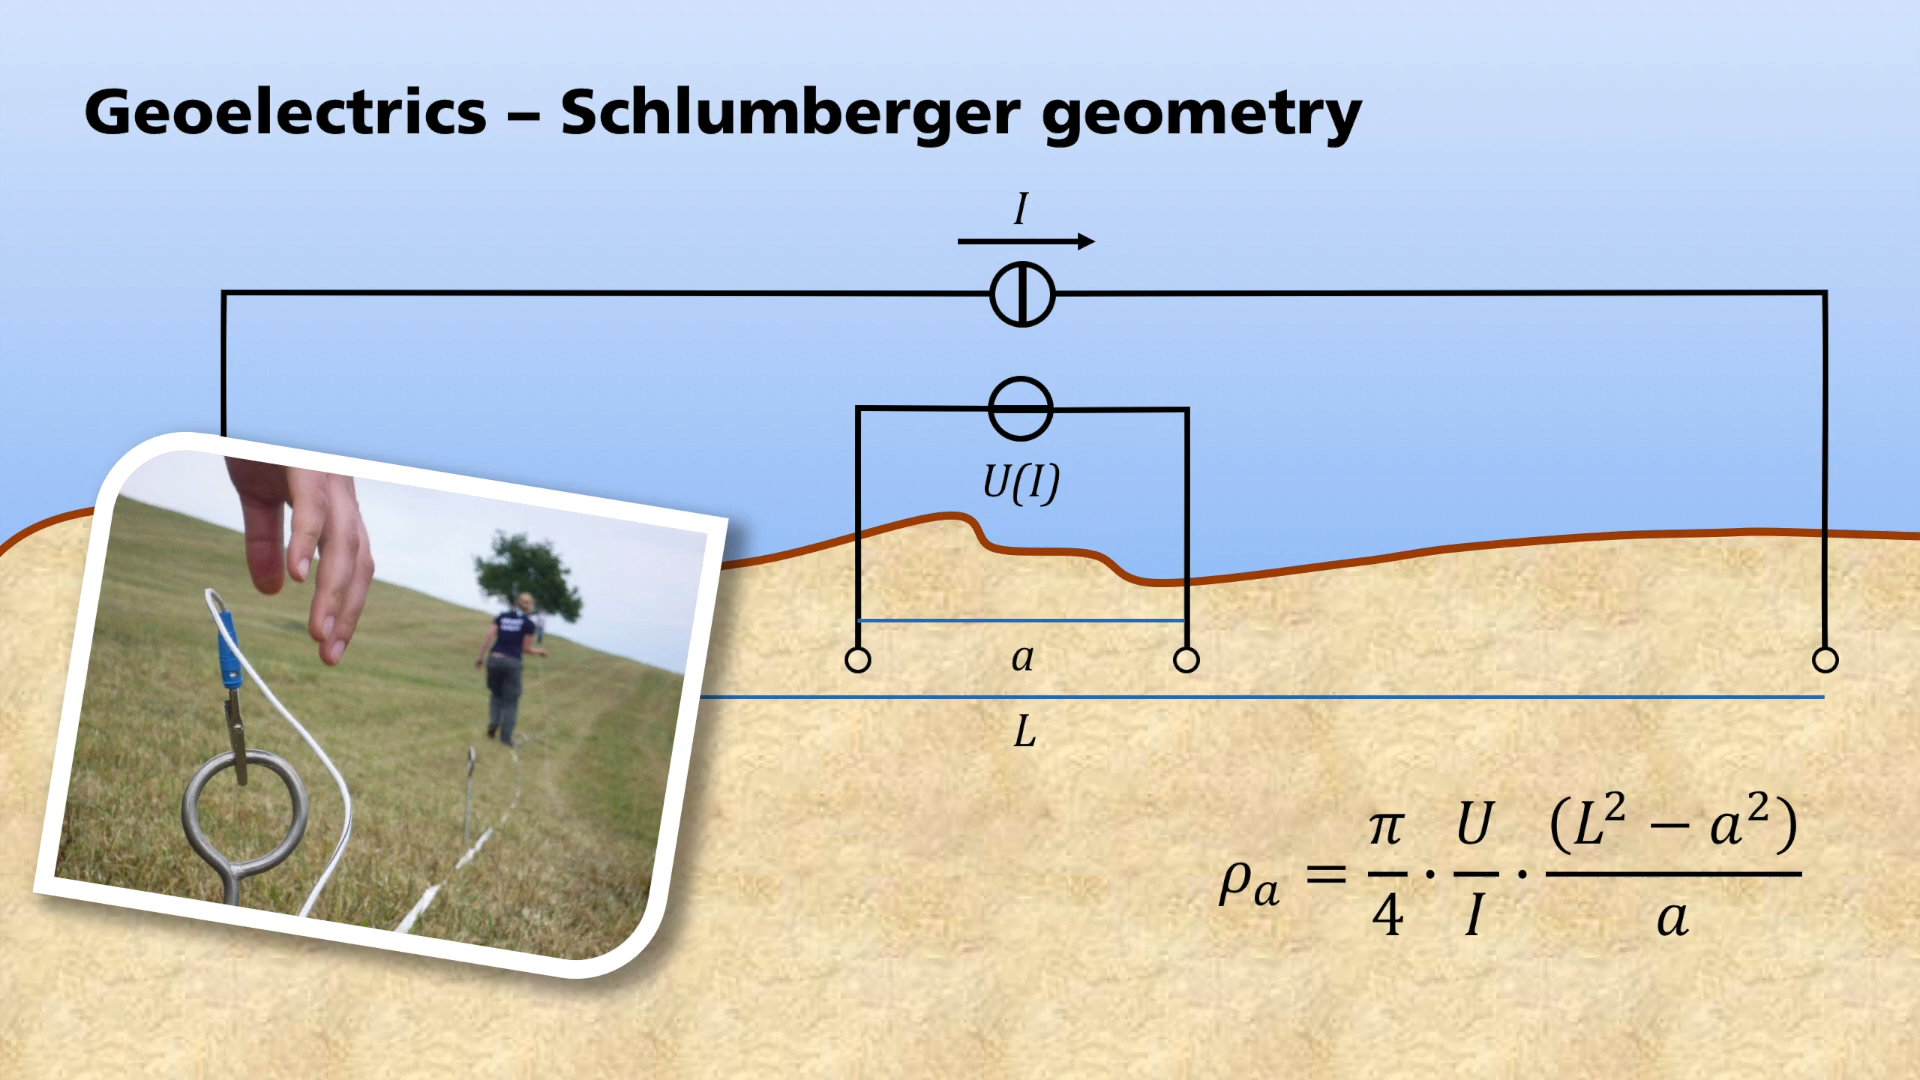 Geoelectrics – Schlumberger geometry
I
U(I)
a
L
ρₐ = π/4 · U/I · (L² − a²)/a